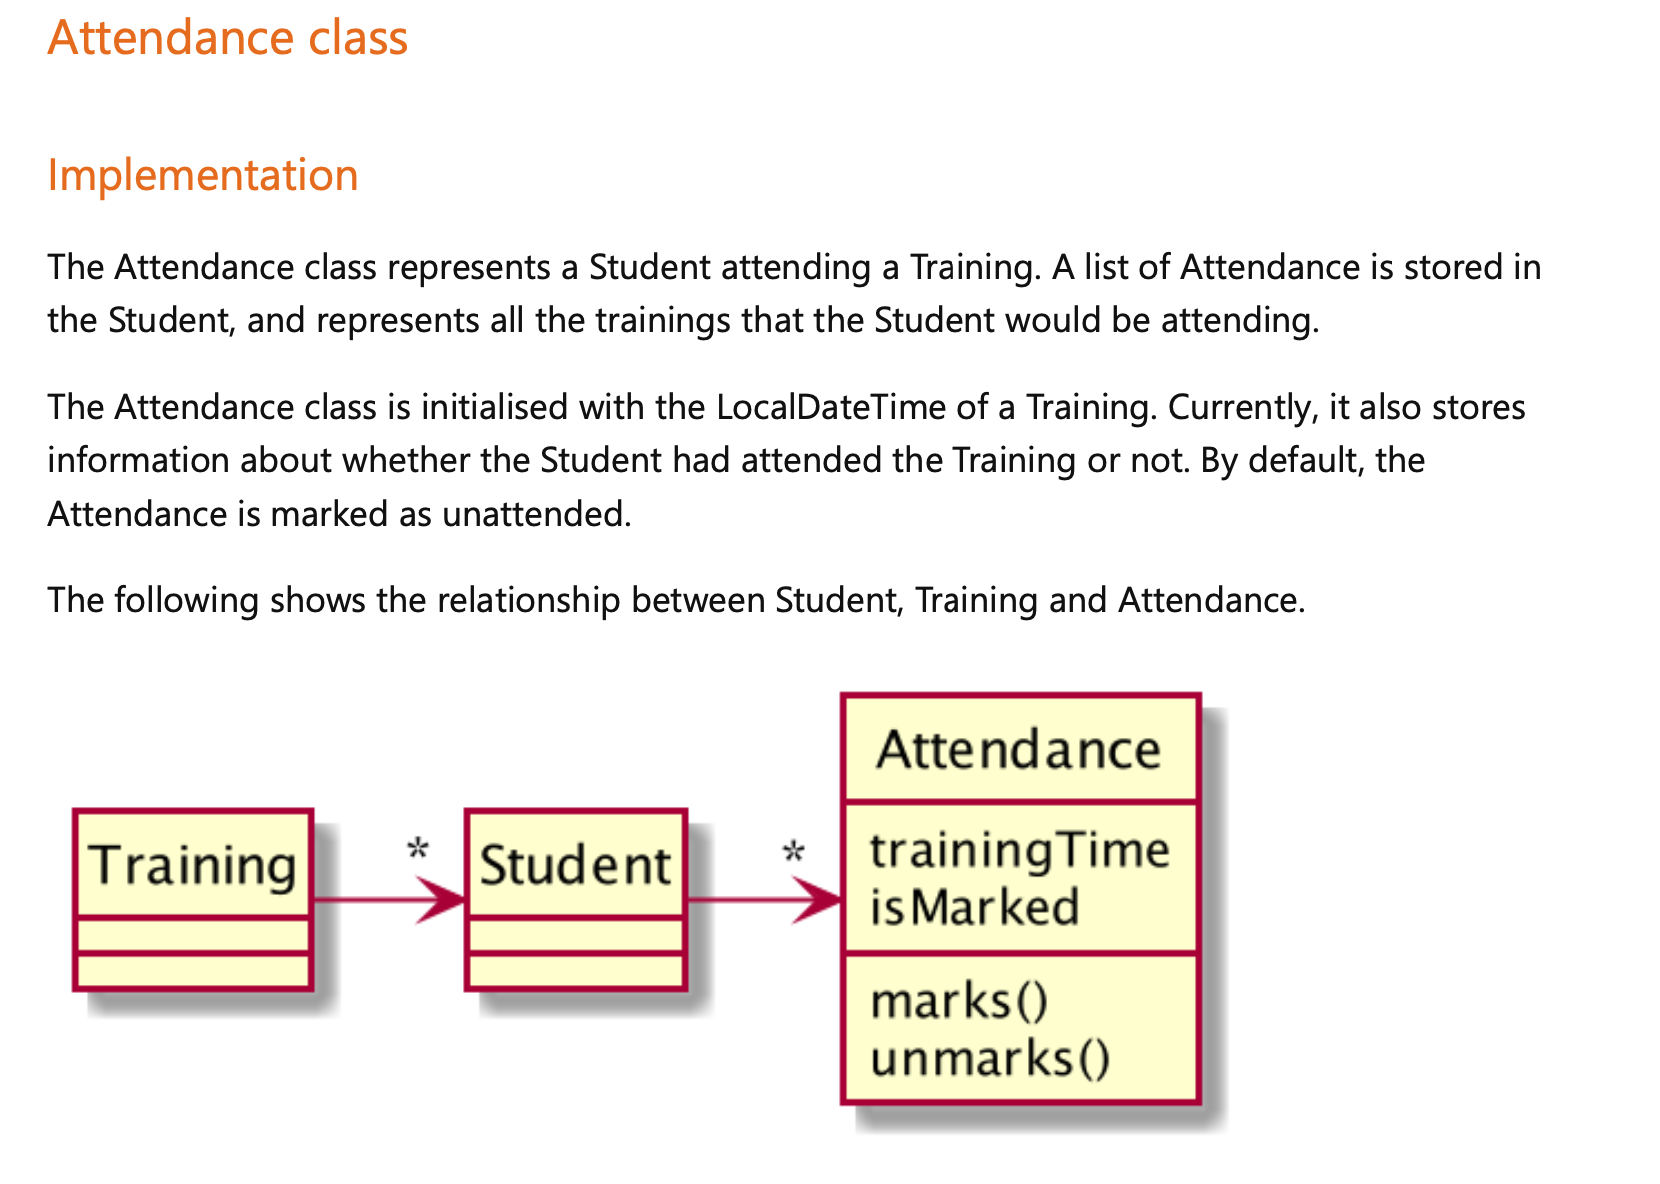 Attendance class
Implementation
The Attendance class represents a Student attending a Training. A list of Attendance is stored in
the Student, and represents all the trainings that the Student would be attending.
The Attendance class is initialised with the LocalDateTime of a Training. Currently, it also stores
information about whether the Student had attended the Training or not. By default, the
Attendance is marked as unattended.
The following shows the relationship between Student, Training and Attendance.
Training
*
Student
*
Attendance
trainingTime
isMarked
marks()
unmarks()